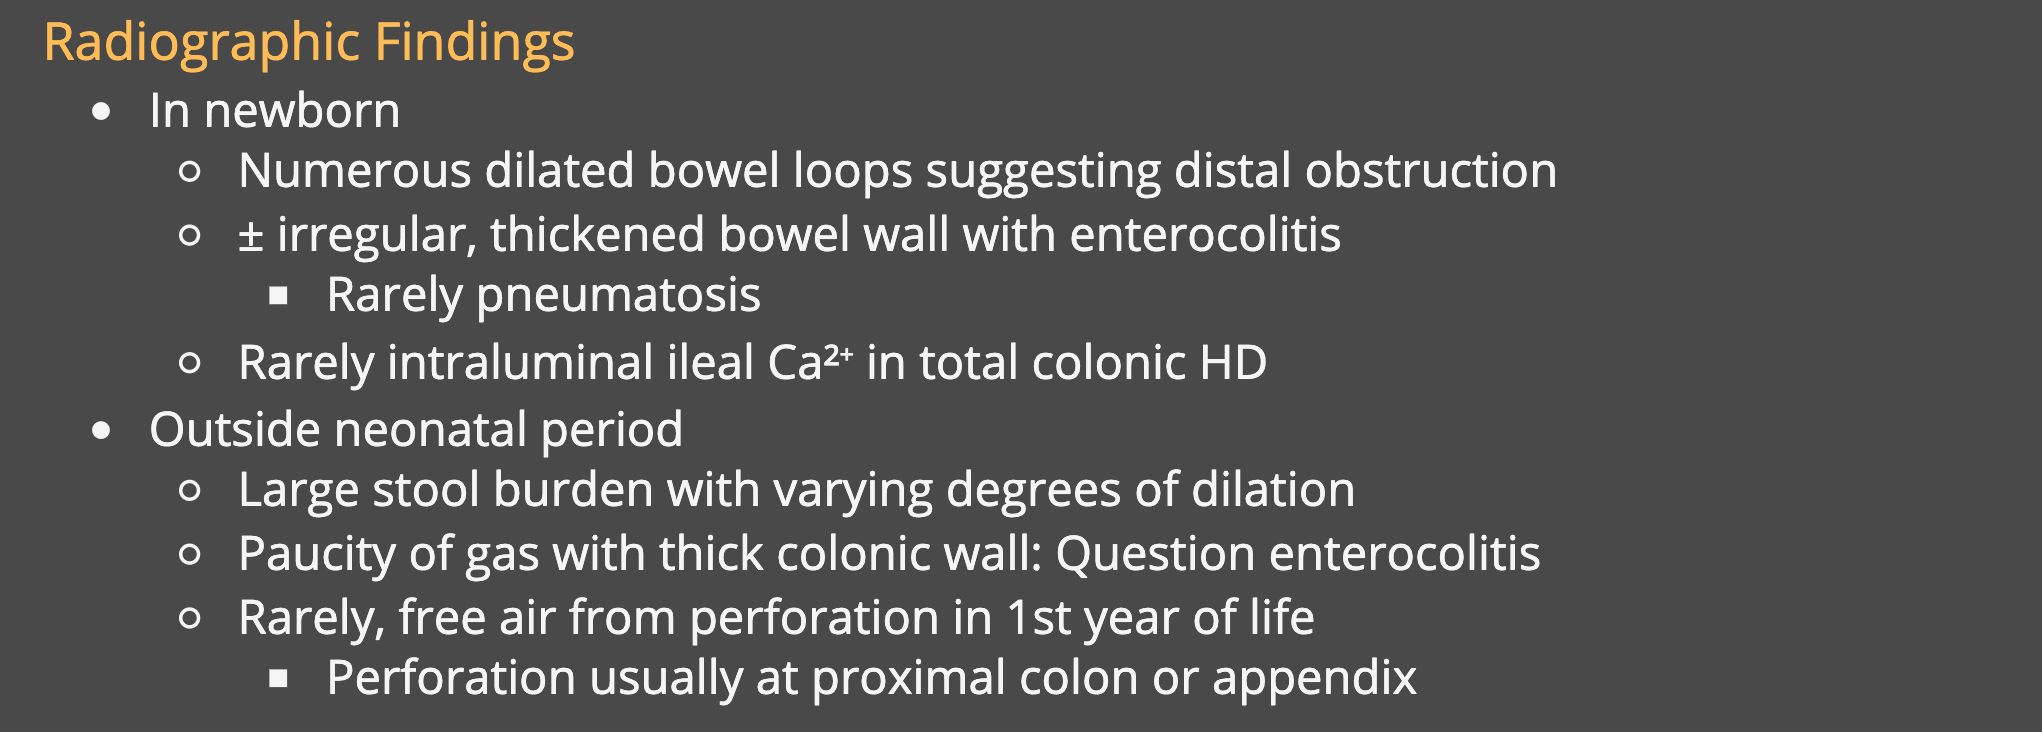 Radiographic Findings
• In newborn
○ Numerous dilated bowel loops suggesting distal obstruction
○ ± irregular, thickened bowel wall with enterocolitis
▪ Rarely pneumatosis
○ Rarely intraluminal ileal Ca²⁺ in total colonic HD
• Outside neonatal period
○ Large stool burden with varying degrees of dilation
○ Paucity of gas with thick colonic wall: Question enterocolitis
○ Rarely, free air from perforation in 1st year of life
▪ Perforation usually at proximal colon or appendix